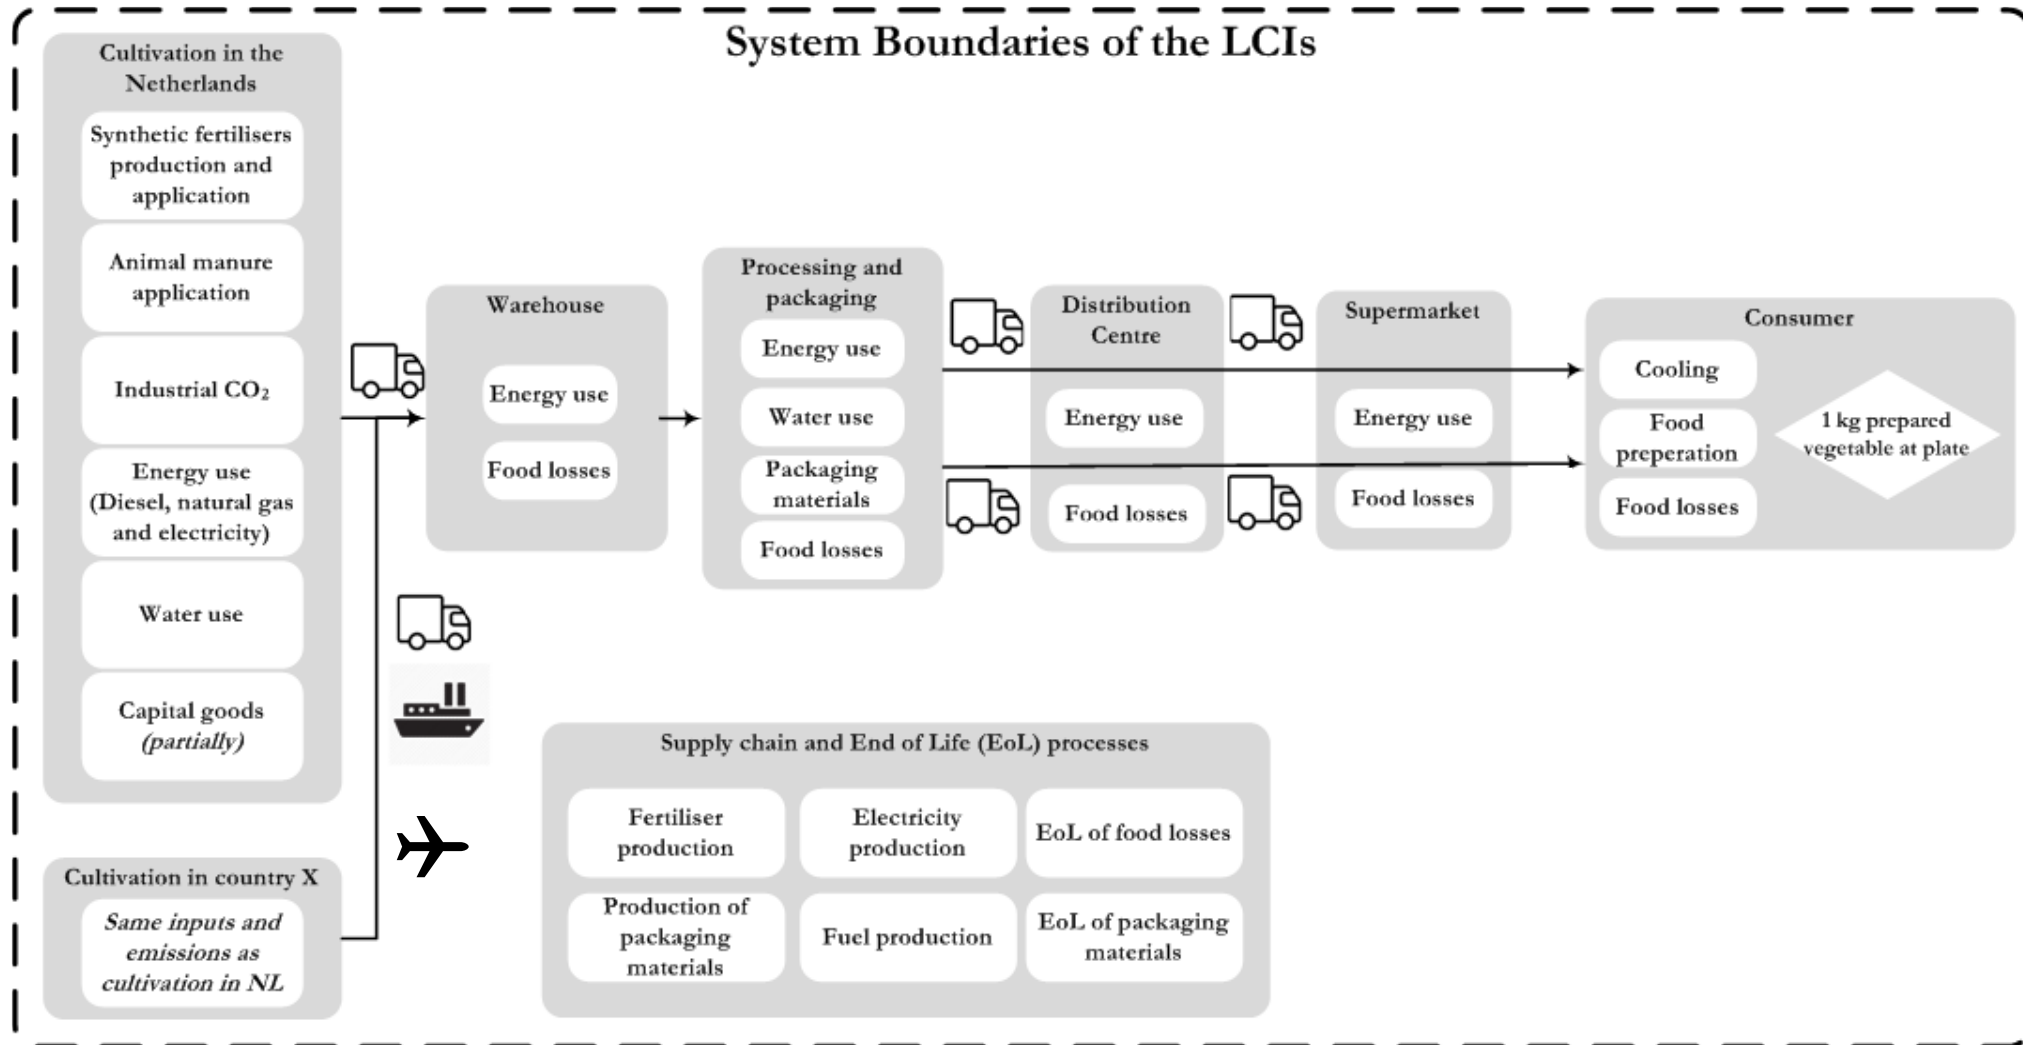 System Boundaries of the LCIs
Cultivation in the
Netherlands
Synthetic fertilisers
production and
application
Animal manure
application
Industrial CO₂
Energy use
(Diesel, natural gas
and electricity)
Water use
Capital goods
(partially)
Cultivation in country X
Same inputs and
emissions as
cultivation in NL
Warehouse
Energy use
Food losses
Processing and
packaging
Energy use
Water use
Packaging
materials
Food losses
Distribution
Centre
Energy use
Food losses
Supermarket
Energy use
Food losses
Consumer
Cooling
Food
preperation
Food losses
1 kg prepared
vegetable at plate
Supply chain and End of Life (EoL) processes
Fertiliser
production
Electricity
production
EoL of food losses
Production of
packaging
materials
Fuel production
EoL of packaging
materials